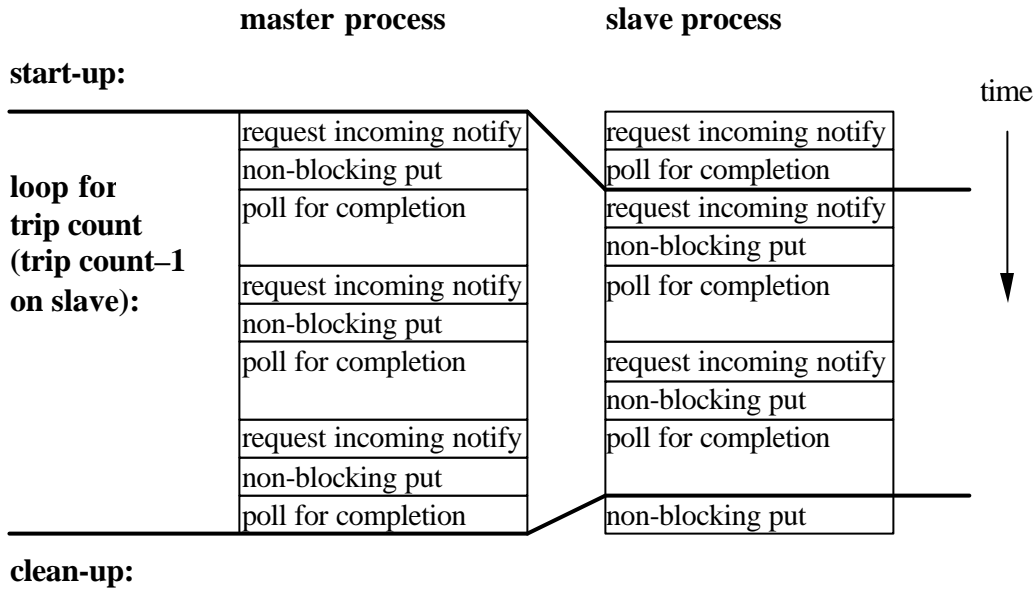 master process
slave process
start-up:
time
loop for
trip count
(trip count–1
on slave):
request incoming notify
non-blocking put
poll for completion
request incoming notify
non-blocking put
poll for completion
request incoming notify
non-blocking put
poll for completion
request incoming notify
poll for completion
request incoming notify
non-blocking put
poll for completion
request incoming notify
non-blocking put
poll for completion
non-blocking put
clean-up: